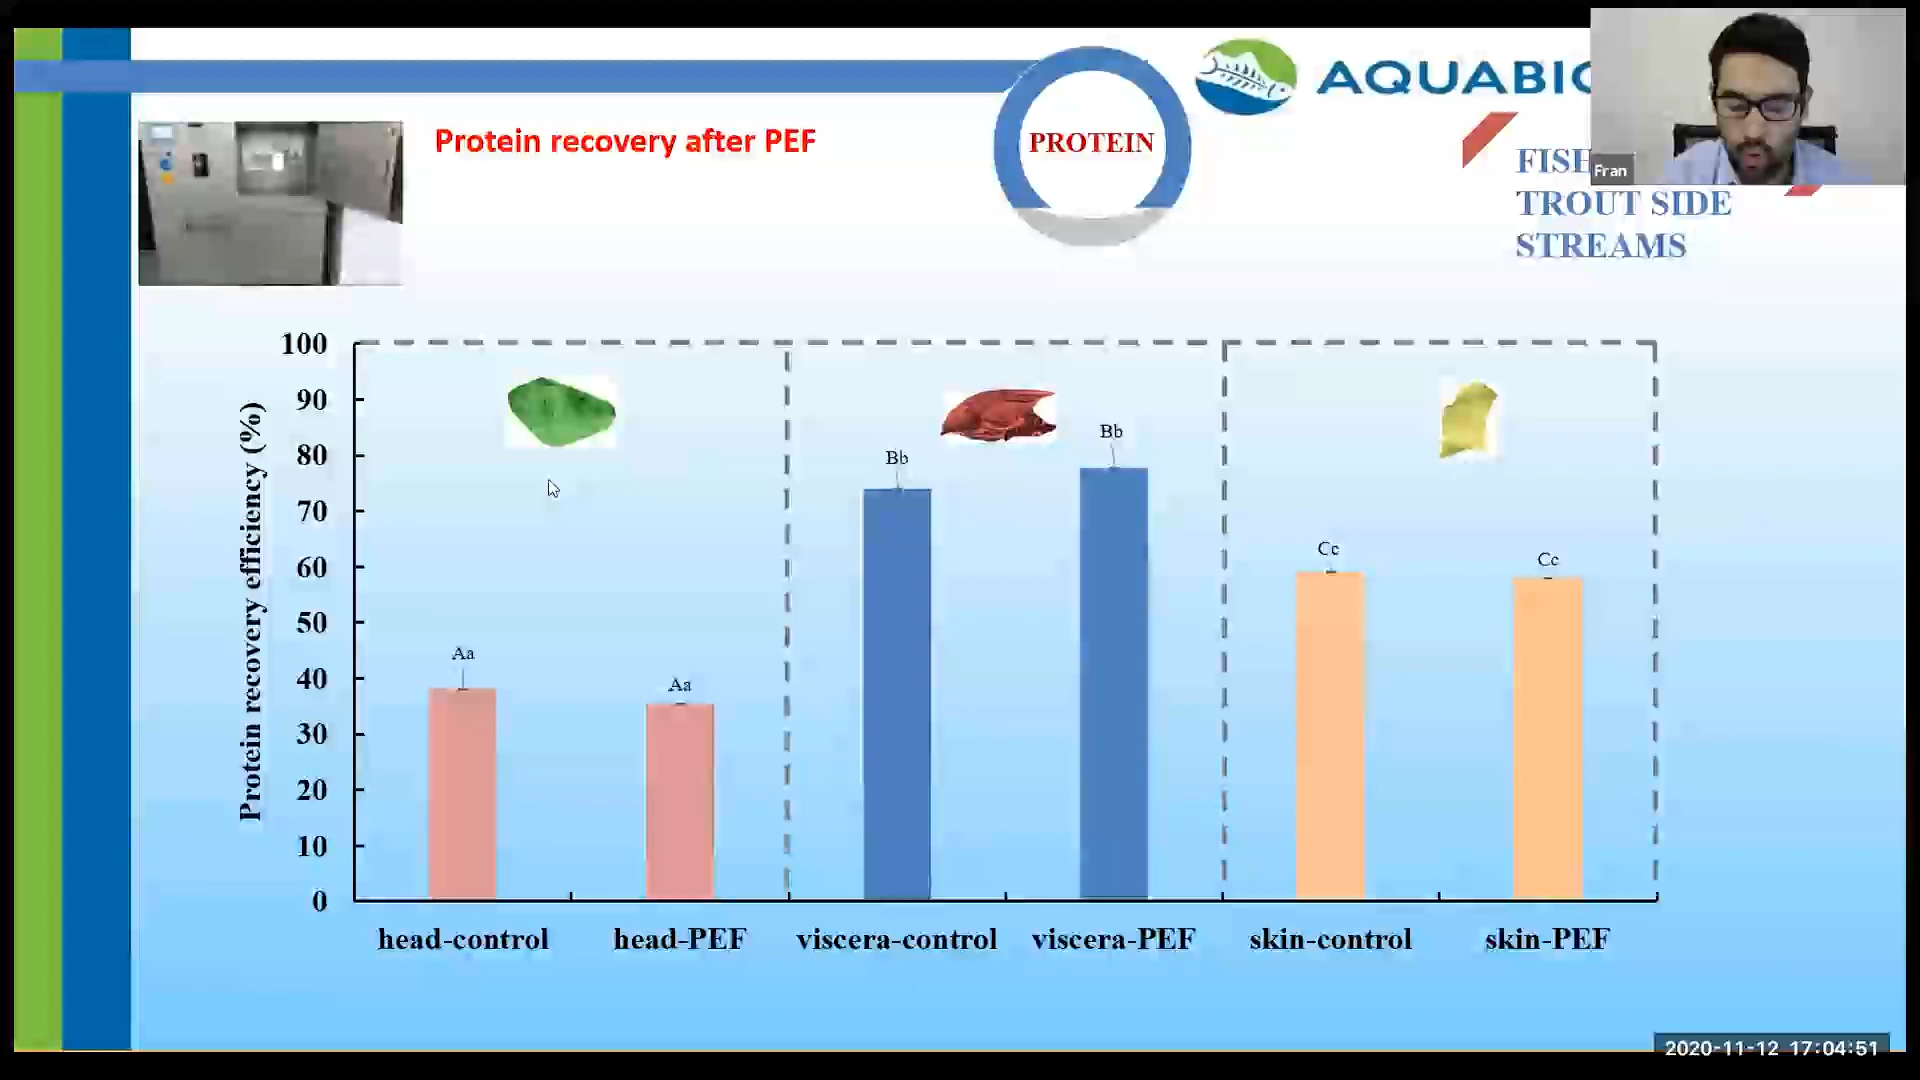 AQUABIO
Protein recovery after PEF
PROTEIN
Fran
FISH
TROUT SIDE
STREAMS
Protein recovery efficiency (%)
100
90
80
70
60
50
40
30
20
10
0
Aa
Aa
Bb
Bb
Cc
Cc
head-control
head-PEF
viscera-control
viscera-PEF
skin-control
skin-PEF
2020-11-12 17:04:51